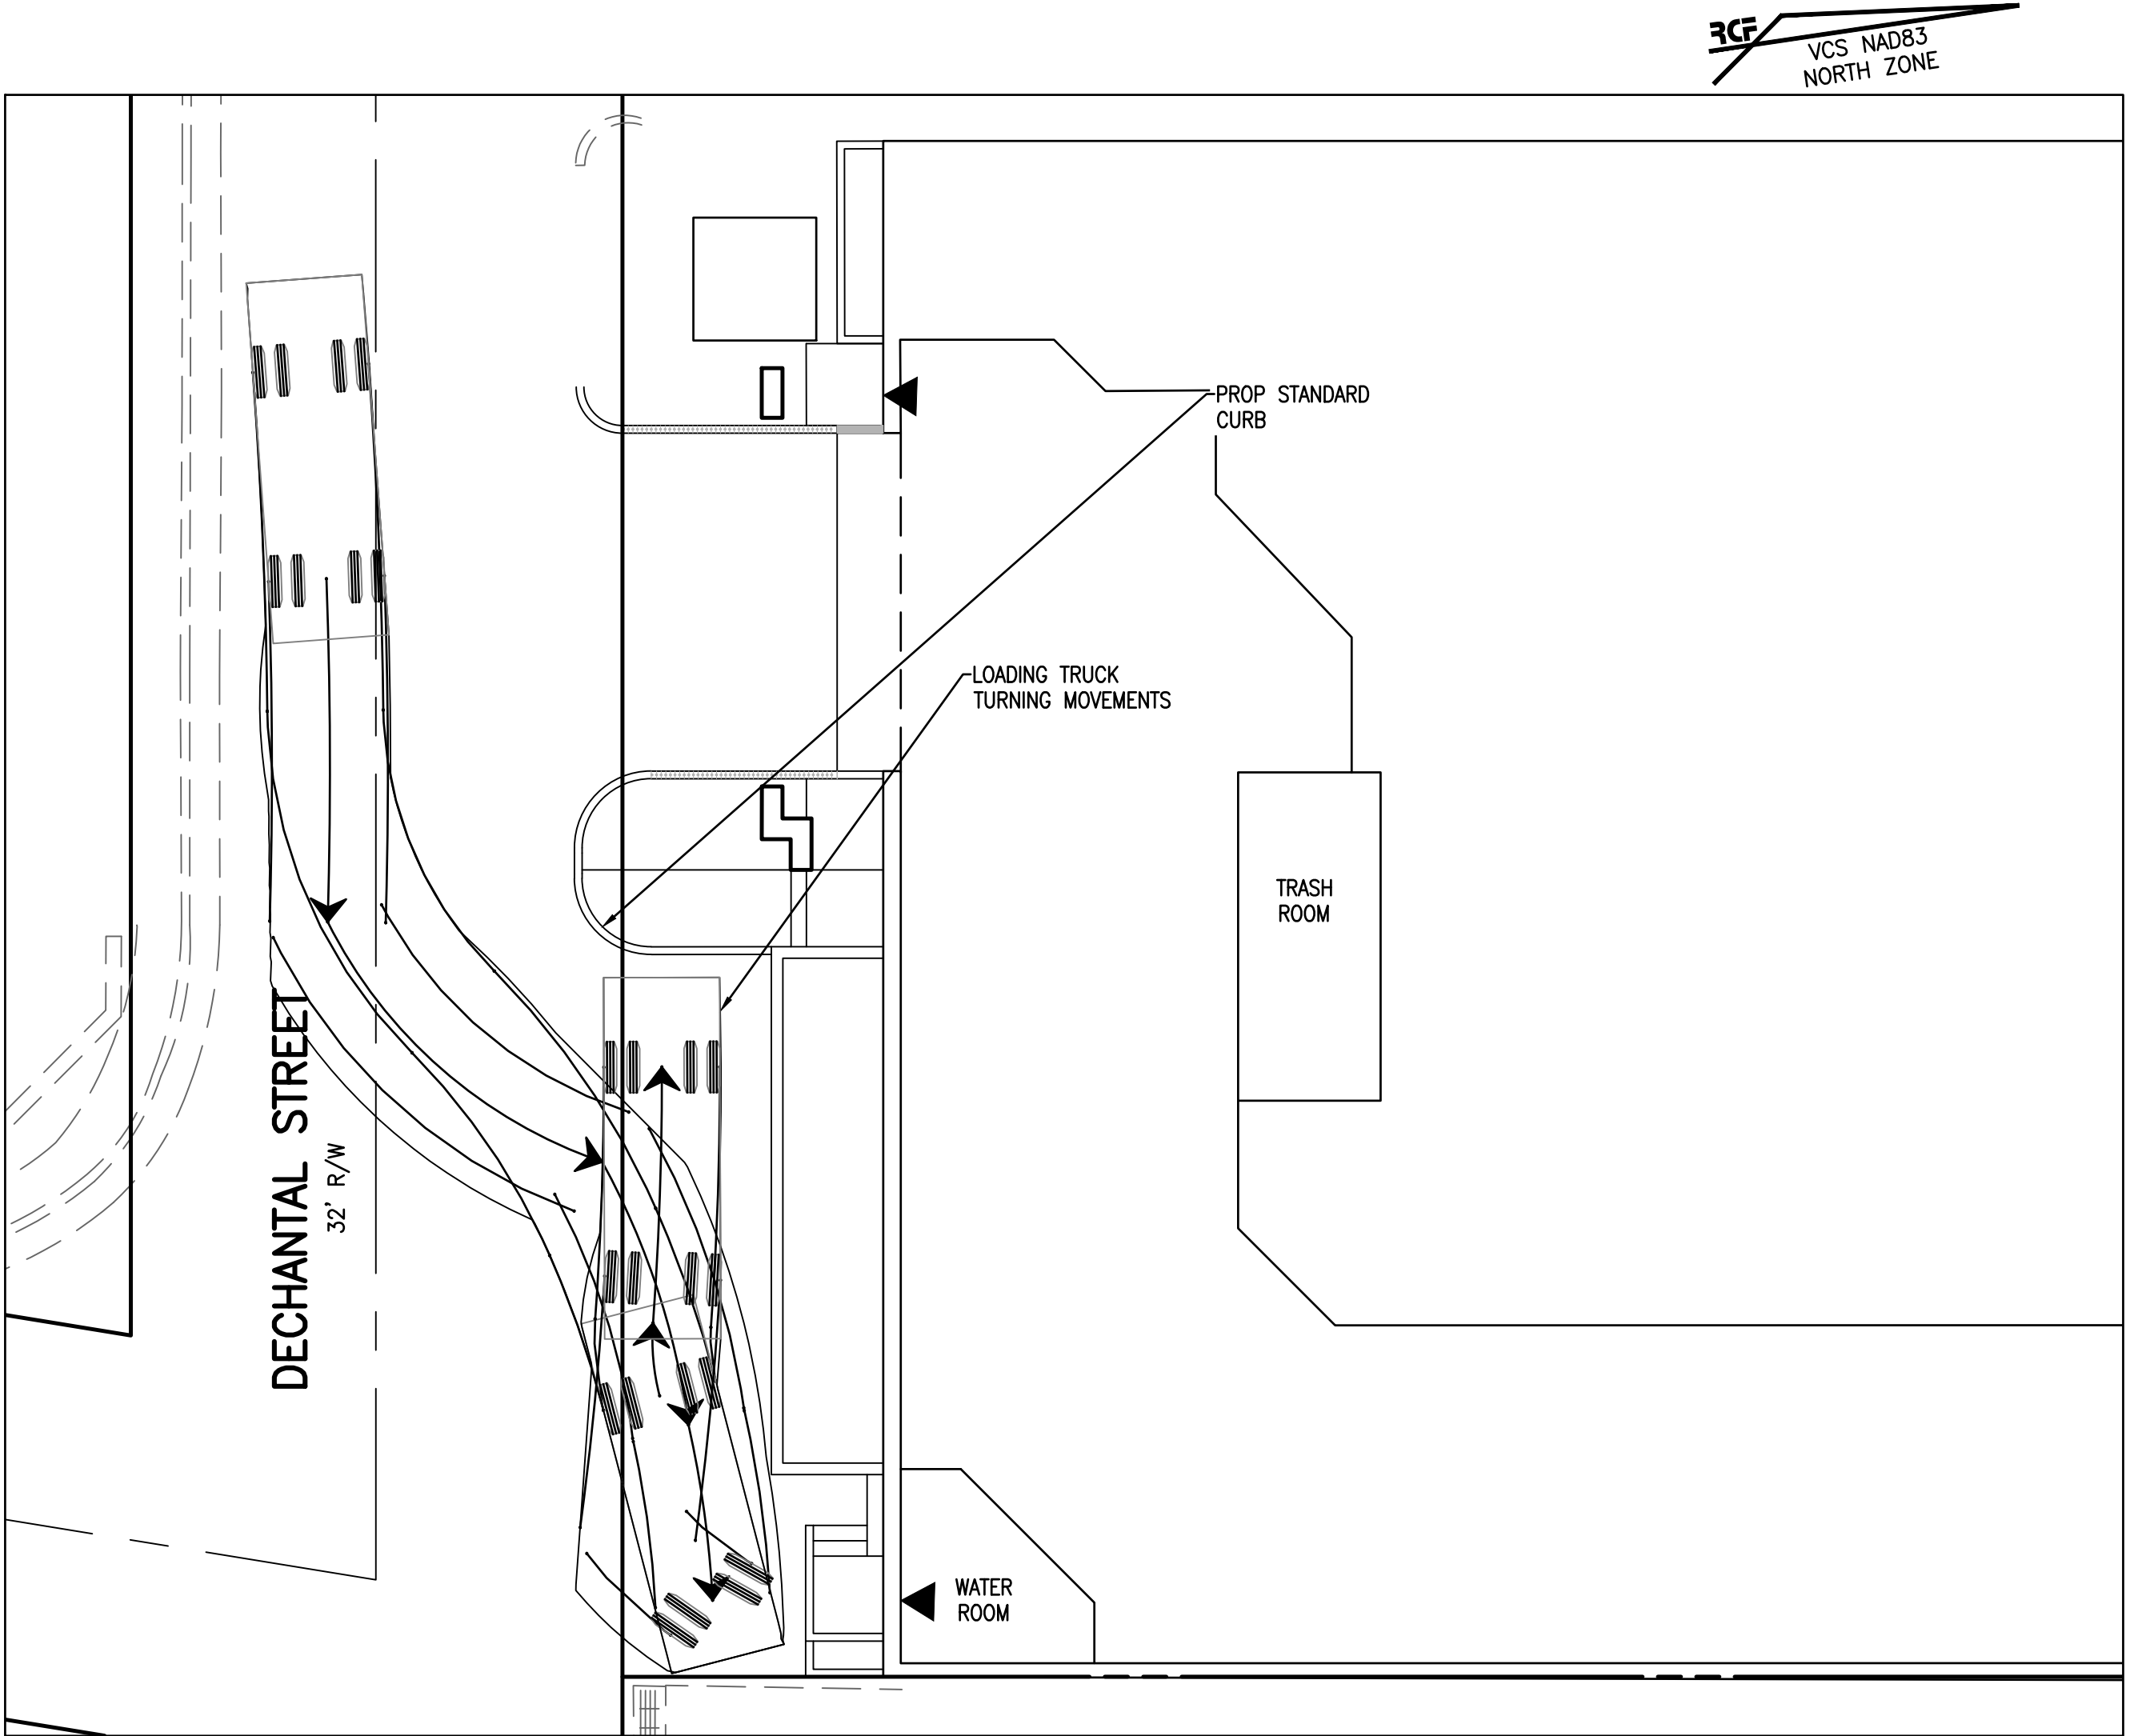 RCF
VCS NAD83
NORTH ZONE
PROP STANDARD
CURB
LOADING TRUCK
TURNING MOVEMENTS
TRASH
ROOM
DECHANTAL STREET
32' R/W
WATER
ROOM